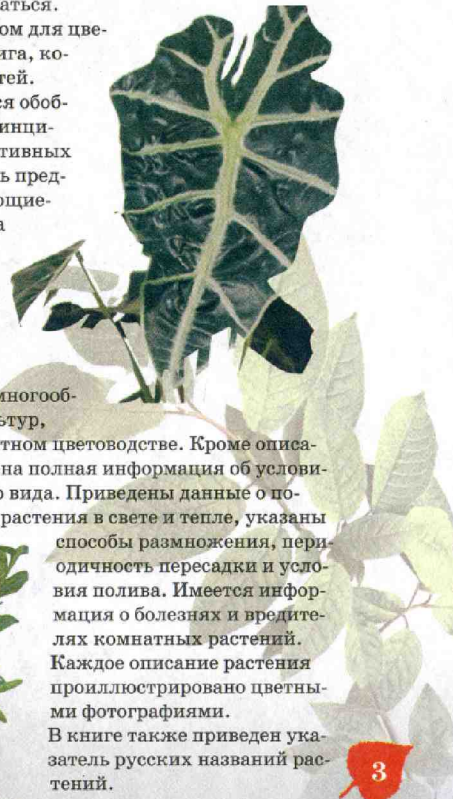 аться.
ом для цве-
ига, ко-
тей.
ся обоб-
инци-
тивных
ь пред-
ющие-
а
многооб-
ьтур,
тном цветоводстве. Кроме описа-
на полная информация об услови-
о вида. Приведены данные о по-
растения в свете и тепле, указаны
способы размножения, пери-
одичность пересадки и усло-
вия полива. Имеется инфор-
мация о болезнях и вредите-
лях комнатных растений.
Каждое описание растения
проиллюстрировано цветны-
ми фотографиями.
В книге также приведен ука-
затель русских названий рас-
тений.
3